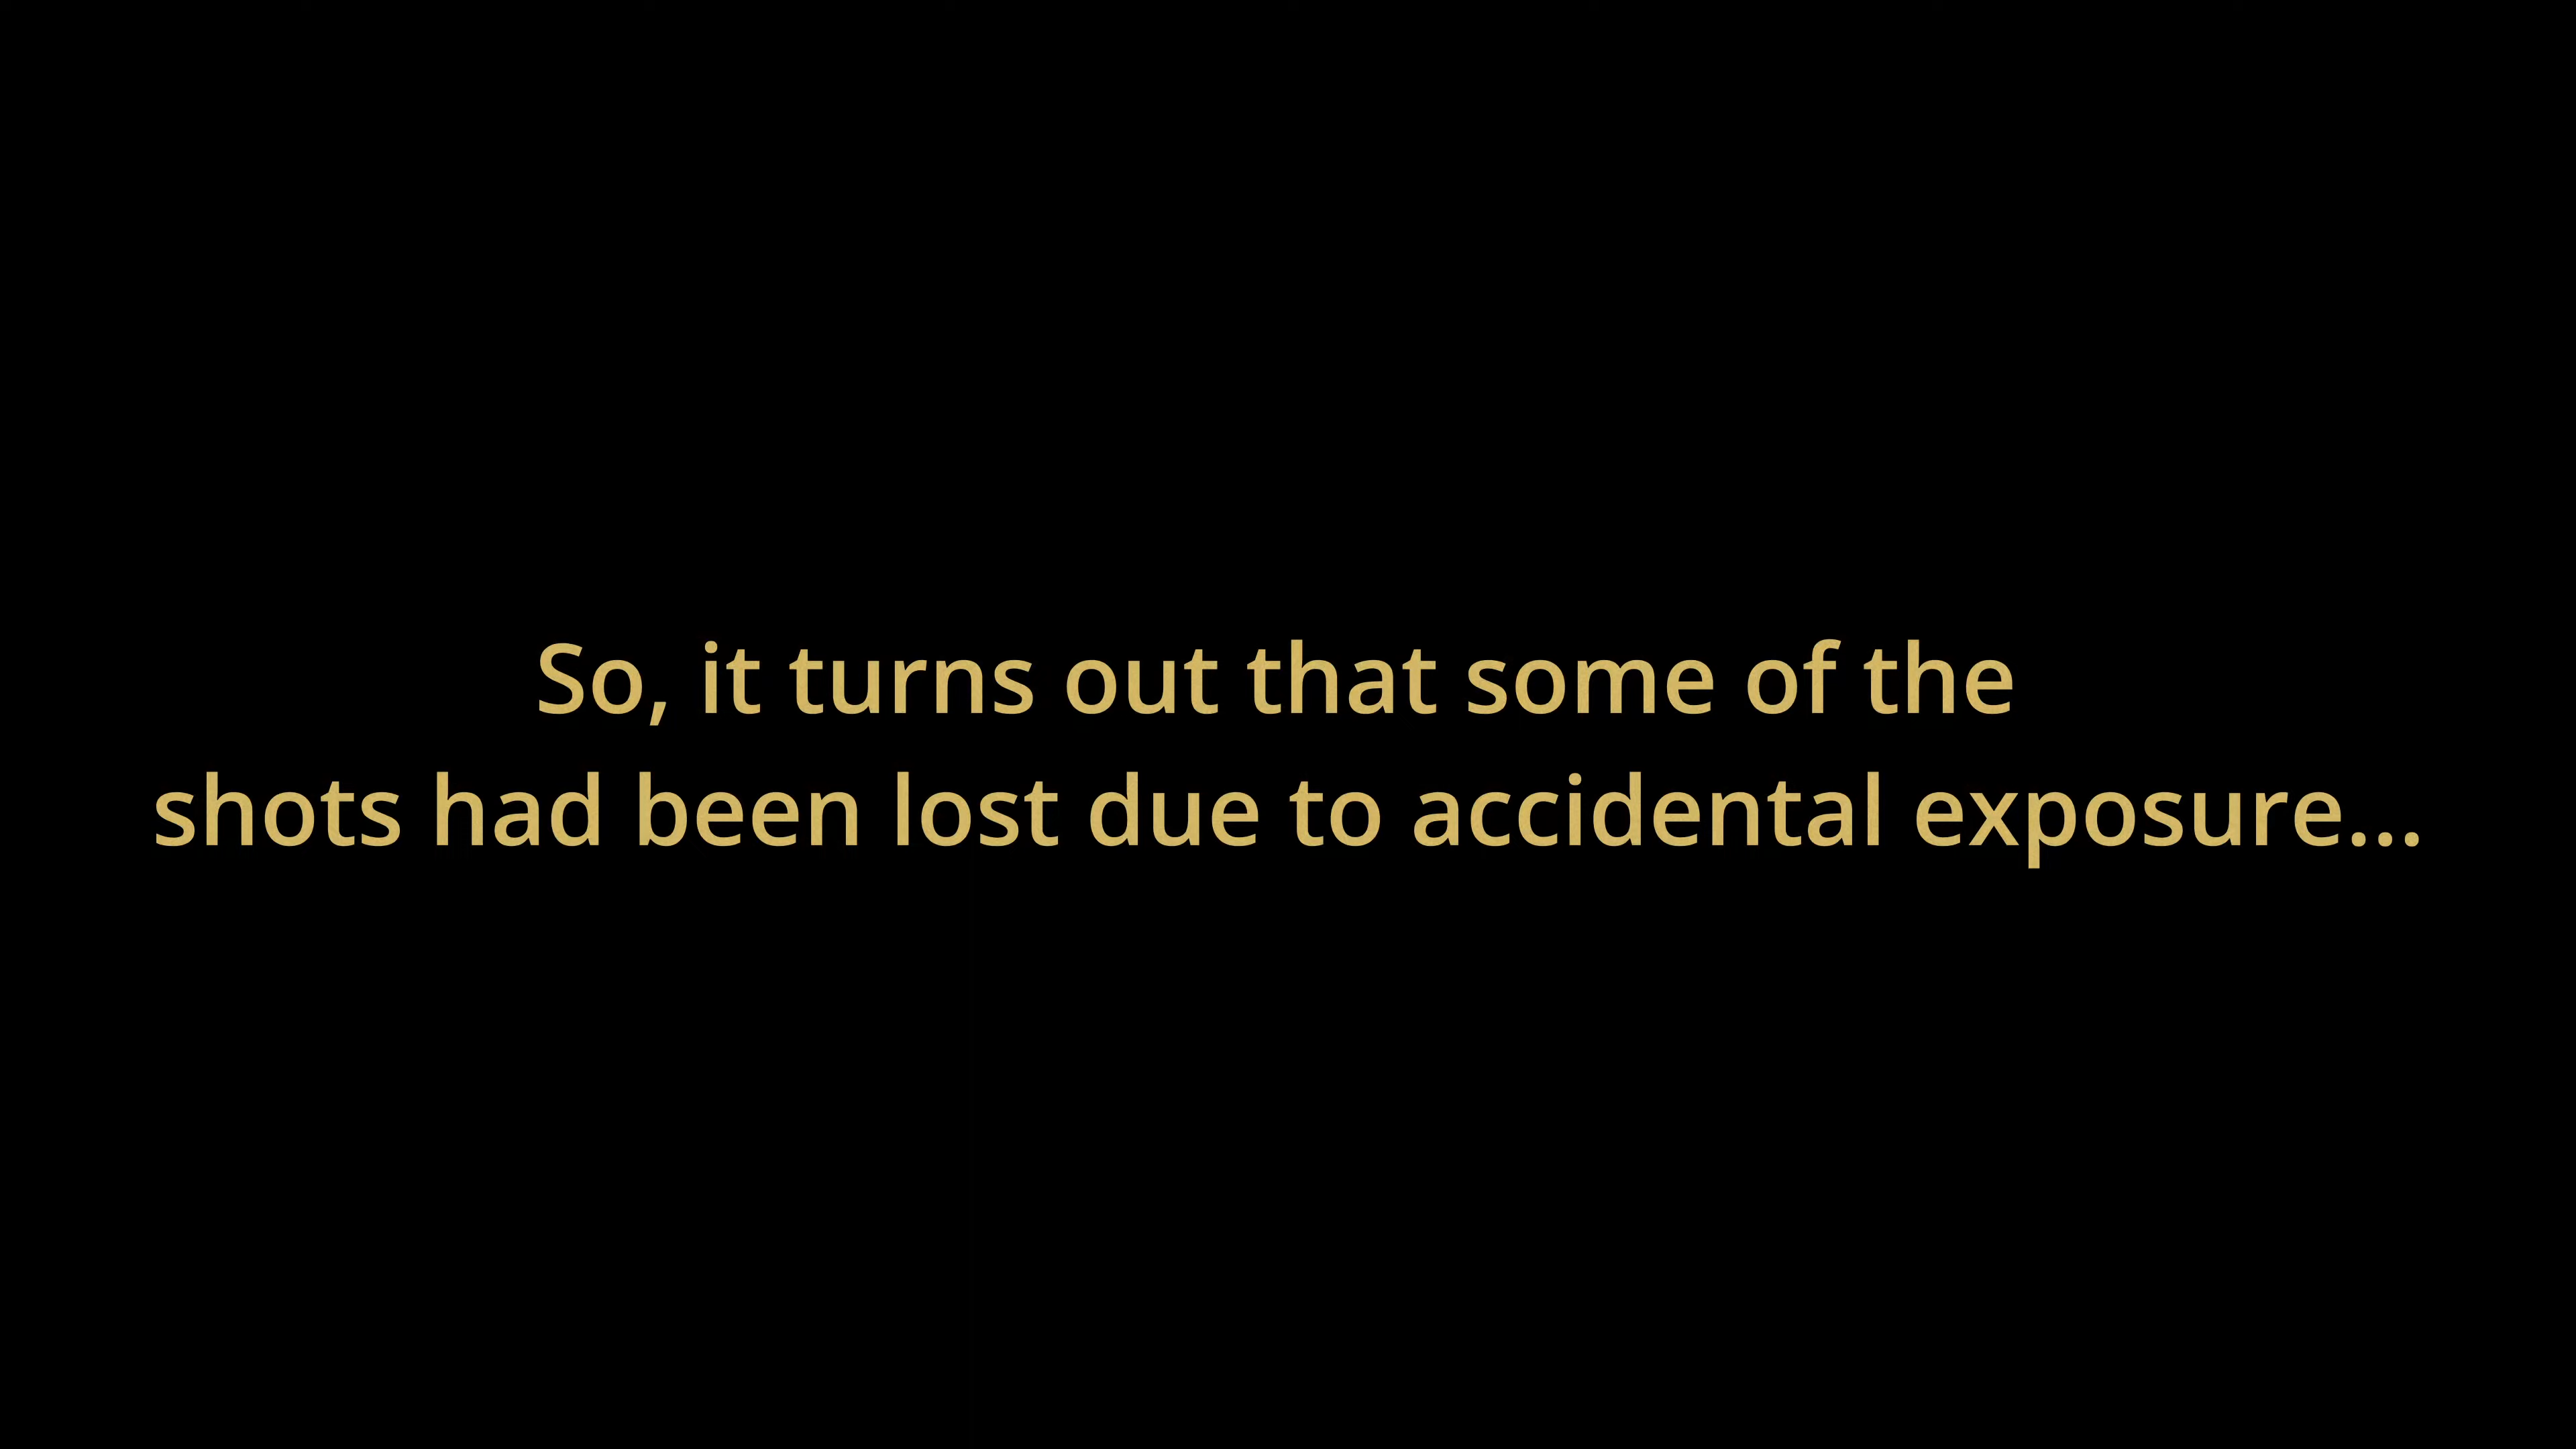 So, it turns out that some of the
shots had been lost due to accidental exposure...